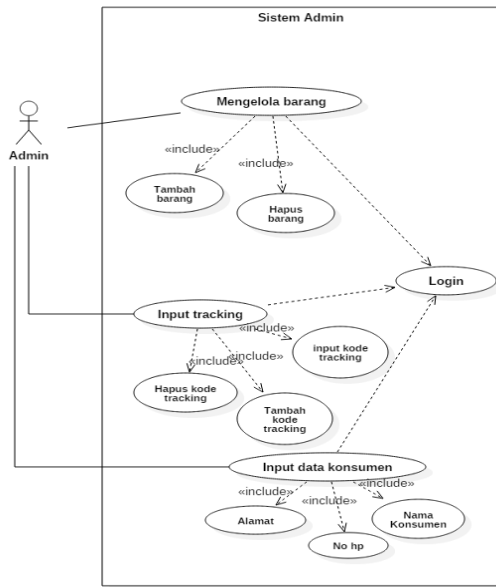 Sistem Admin
Mengelola barang
Admin
«include»
«include»
Tambah
barang
Hapus
barang
Login
Input tracking
«include»
input kode
tracking
«include»
«include»
Hapus kode
tracking
Tambah
kode
tracking
Input data konsumen
«include»
«include»
«include»
Alamat
Nama
Konsumen
No hp